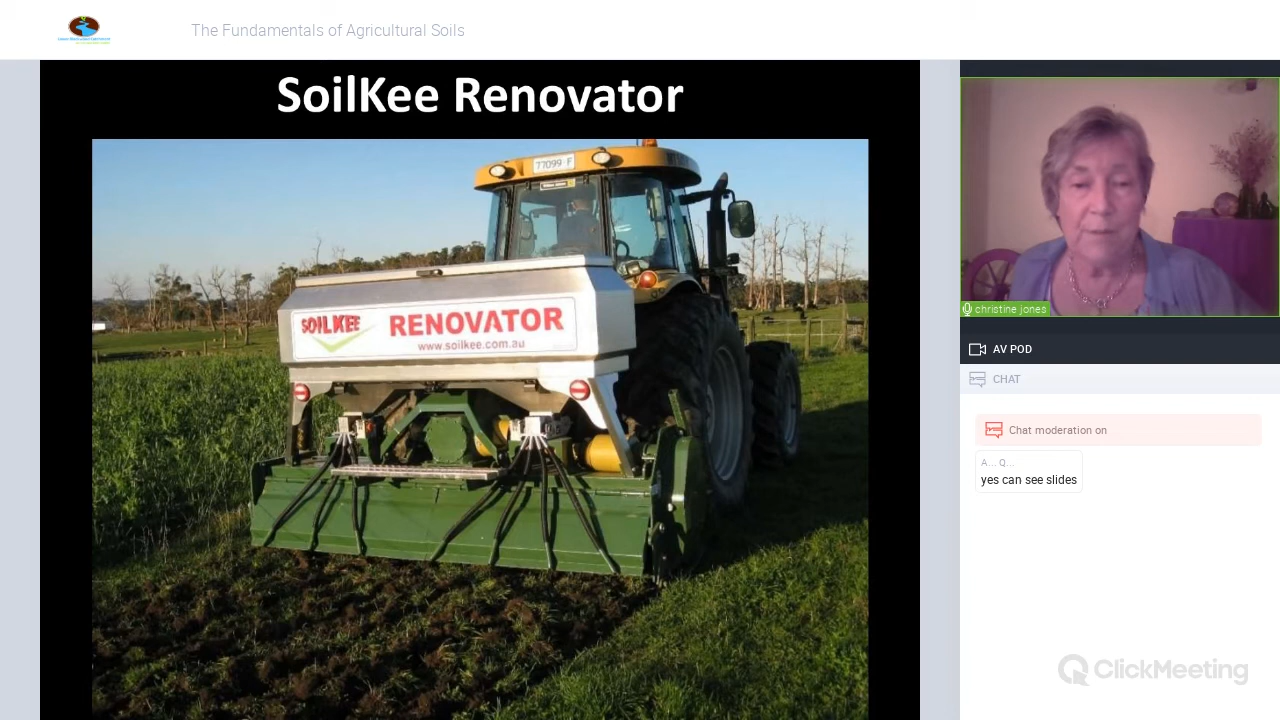 The Fundamentals of Agricultural Soils
SoilKee Renovator
77099·F
SOILKEE
RENOVATOR
www.soilkee.com.au
christine jones
AV POD
CHAT
Chat moderation on
A... Q...
yes can see slides
ClickMeeting